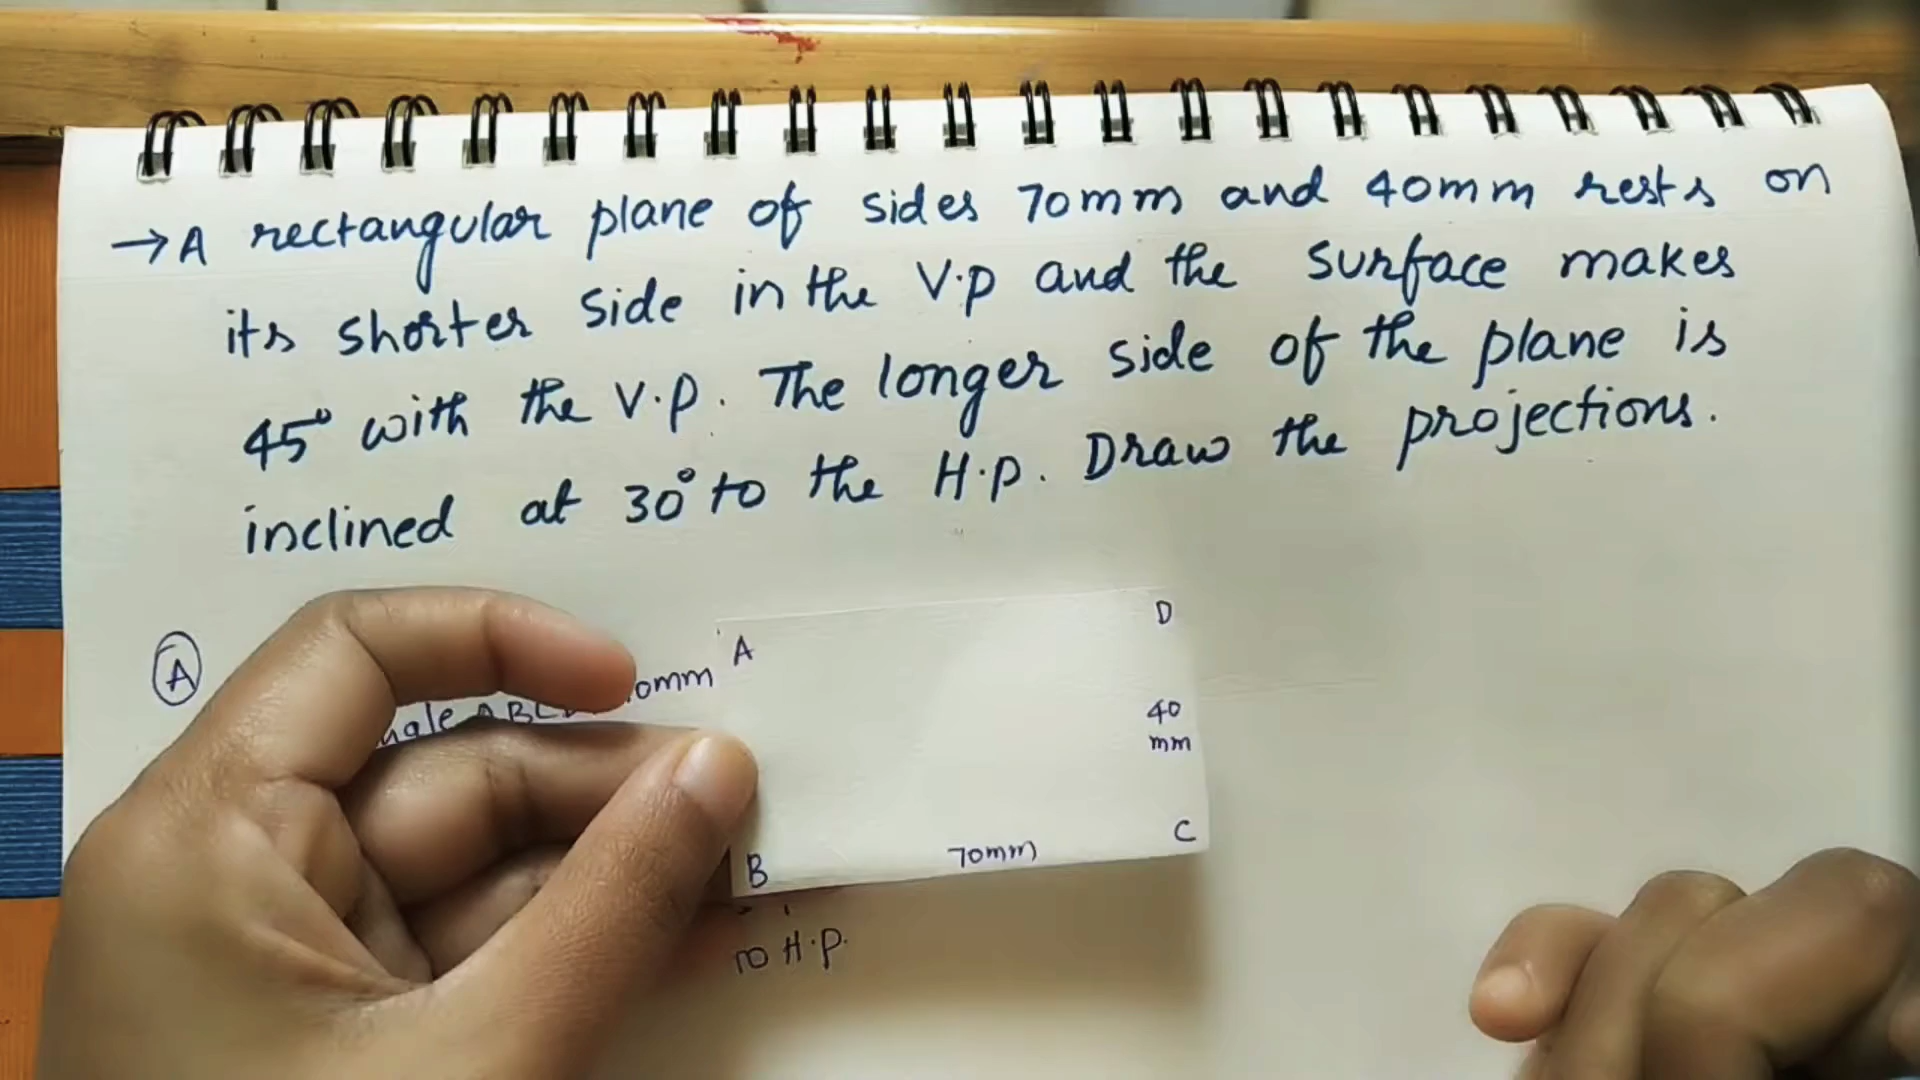 → A rectangular plane of sides 70mm and 40mm rests on
its shorter side in the V.P and the surface makes
45° with the V.P. The longer side of the plane is
inclined at 30° to the H.P. Draw the projections.
A
A
D
40
mm
B
70mm
C
to H.P.